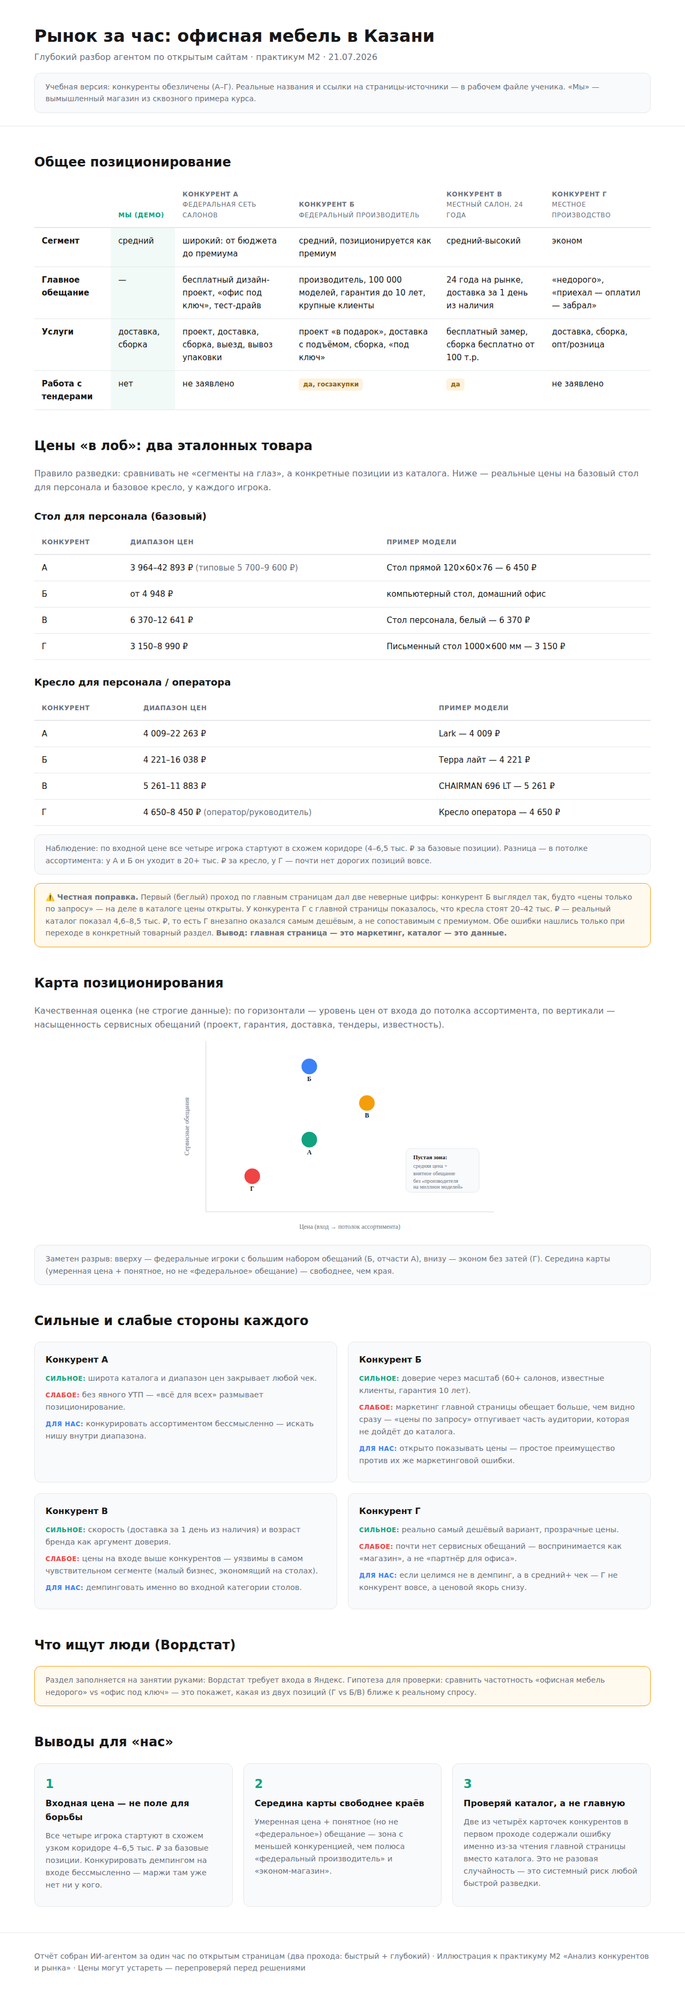 Рынок за час: офисная мебель в Казани
Глубокий разбор агентом по открытым сайтам · практикум M2 · 21.07.2026
Учебная версия: конкуренты обезличены (А–Г). Реальные названия и ссылки на страницы-источники — в рабочем файле ученика. «Мы» —
вымышленный магазин из сквозного примера курса.
Общее позиционирование
МЫ (ДЕМО)
КОНКУРЕНТ А
ФЕДЕРАЛЬНАЯ СЕТЬ
САЛОНОВ
КОНКУРЕНТ Б
ФЕДЕРАЛЬНЫЙ ПРОИЗВОДИТЕЛЬ
КОНКУРЕНТ В
МЕСТНЫЙ САЛОН, 24
ГОДА
КОНКУРЕНТ Г
МЕСТНОЕ
ПРОИЗВОДСТВО
Сегмент
средний
широкий: от бюджета
до премиума
средний, позиционируется как
премиум
средний-высокий
эконом
Главное
обещание
—
бесплатный дизайн-
проект, «офис под
ключ», тест-драйв
производитель, 100 000
моделей, гарантия до 10 лет,
крупные клиенты
24 года на рынке,
доставка за 1 день
из наличия
«недорого»,
«приехал — оплатил
— забрал»
Услуги
доставка,
сборка
проект, доставка,
сборка, выезд, вывоз
упаковки
проект «в подарок», доставка
с подъёмом, сборка, «под
ключ»
бесплатный замер,
сборка бесплатно от
100 т.р.
доставка, сборка,
опт/розница
Работа с
тендерами
нет
не заявлено
да, госзакупки
да
не заявлено
Цены «в лоб»: два эталонных товара
Правило разведки: сравнивать не «сегменты на глаз», а конкретные позиции из каталога. Ниже — реальные цены на базовый стол
для персонала и базовое кресло, у каждого игрока.
Стол для персонала (базовый)
КОНКУРЕНТ ДИАПАЗОН ЦЕН ПРИМЕР МОДЕЛИ
А 3 964–42 893 ₽ (типовые 5 700–9 600 ₽) Стол прямой 120×60×76 — 6 450 ₽
Б от 4 948 ₽ компьютерный стол, домашний офис
В 6 370–12 641 ₽ Стол персонала, белый — 6 370 ₽
Г 3 150–8 990 ₽ Письменный стол 1000×600 мм — 3 150 ₽
Кресло для персонала / оператора
КОНКУРЕНТ ДИАПАЗОН ЦЕН ПРИМЕР МОДЕЛИ
А 4 009–22 263 ₽ Lark — 4 009 ₽
Б 4 221–16 038 ₽ Терра лайт — 4 221 ₽
В 5 261–11 883 ₽ CHAIRMAN 696 LT — 5 261 ₽
Г 4 650–8 450 ₽ (оператор/руководитель) Кресло оператора — 4 650 ₽
Наблюдение: по входной цене все четыре игрока стартуют в схожем коридоре (4–6,5 тыс. ₽ за базовые позиции). Разница — в потолке
ассортимента: у А и Б он уходит в 20+ тыс. ₽ за кресло, у Г — почти нет дорогих позиций вовсе.
⚠️ Честная поправка. Первый (беглый) проход по главным страницам дал две неверные цифры: конкурент Б выглядел так, будто «цены только
по запросу» — на деле в каталоге цены открыты. У конкурента Г с главной страницы показалось, что кресла стоят 20–42 тыс. ₽ — реальный
каталог показал 4,6–8,5 тыс. ₽, то есть Г внезапно оказался самым дешёвым, а не сопоставимым с премиумом. Обе ошибки нашлись только при
переходе в конкретный товарный раздел. Вывод: главная страница — это маркетинг, каталог — это данные.
Карта позиционирования
Качественная оценка (не строгие данные): по горизонтали — уровень цен от входа до потолка ассортимента, по вертикали —
насыщенность сервисных обещаний (проект, гарантия, доставка, тендеры, известность).
Сервисные обещания
Б
В
А
Г
Пустая зона:
средняя цена +
внятное обещание
без «производителя
на миллион моделей»
Цена (вход → потолок ассортимента)
Заметен разрыв: вверху — федеральные игроки с большим набором обещаний (Б, отчасти А), внизу — эконом без затей (Г). Середина карты
(умеренная цена + понятное, но не «федеральное» обещание) — свободнее, чем края.
Сильные и слабые стороны каждого
Конкурент А
СИЛЬНОЕ: широта каталога и диапазон цен закрывает любой чек.
СЛАБОЕ: без явного УТП — «всё для всех» размывает
позиционирование.
ДЛЯ НАС: конкурировать ассортиментом бессмысленно — искать
нишу внутри диапазона.
Конкурент Б
СИЛЬНОЕ: доверие через масштаб (60+ салонов, известные
клиенты, гарантия 10 лет).
СЛАБОЕ: маркетинг главной страницы обещает больше, чем видно
сразу — «цены по запросу» отпугивает часть аудитории, которая
не дойдёт до каталога.
ДЛЯ НАС: открыто показывать цены — простое преимущество
против их же маркетинговой ошибки.
Конкурент В
СИЛЬНОЕ: скорость (доставка за 1 день из наличия) и возраст
бренда как аргумент доверия.
СЛАБОЕ: цены на входе выше конкурентов — уязвимы в самом
чувствительном сегменте (малый бизнес, экономящий на столах).
ДЛЯ НАС: демпинговать именно во входной категории столов.
Конкурент Г
СИЛЬНОЕ: реально самый дешёвый вариант, прозрачные цены.
СЛАБОЕ: почти нет сервисных обещаний — воспринимается как
«магазин», а не «партнёр для офиса».
ДЛЯ НАС: если целимся не в демпинг, а в средний+ чек — Г не
конкурент вовсе, а ценовой якорь снизу.
Что ищут люди (Вордстат)
Раздел заполняется на занятии руками: Вордстат требует входа в Яндекс. Гипотеза для проверки: сравнить частотность «офисная мебель
недорого» vs «офис под ключ» — это покажет, какая из двух позиций (Г vs Б/В) ближе к реальному спросу.
Выводы для «нас»
1
Входная цена — не поле для
борьбы
Все четыре игрока стартуют в схожем
узком коридоре 4–6,5 тыс. ₽ за базовые
позиции. Конкурировать демпингом на
входе бессмысленно — маржи там уже
нет ни у кого.
2
Середина карты свободнее краёв
Умеренная цена + понятное (но не
«федеральное») обещание — зона с
меньшей конкуренцией, чем полюса
«федеральный производитель» и
«эконом-магазин».
3
Проверяй каталог, а не главную
Две из четырёх карточек конкурентов в
первом проходе содержали ошибку
именно из-за чтения главной страницы
вместо каталога. Это не разовая
случайность — это системный риск любой
быстрой разведки.
Отчёт собран ИИ-агентом за один час по открытым страницам (два прохода: быстрый + глубокий) · Иллюстрация к практикуму M2 «Анализ конкурентов
и рынка» · Цены могут устареть — перепроверяй перед решениями